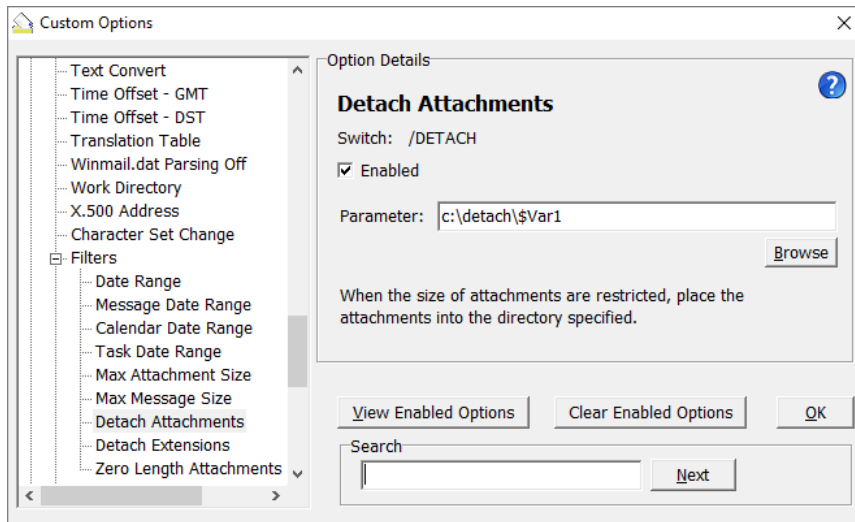 Custom Options
Text Convert
Time Offset - GMT
Time Offset - DST
Translation Table
Winmail.dat Parsing Off
Work Directory
X.500 Address
Character Set Change
Filters
Date Range
Message Date Range
Calendar Date Range
Task Date Range
Max Attachment Size
Max Message Size
Detach Attachments
Detach Extensions
Zero Length Attachments
Option Details
Detach Attachments
Switch: /DETACH
Enabled
Parameter: c:\detach\$Var1
Browse
When the size of attachments are restricted, place the
attachments into the directory specified.
View Enabled Options Clear Enabled Options OK
Search
Next